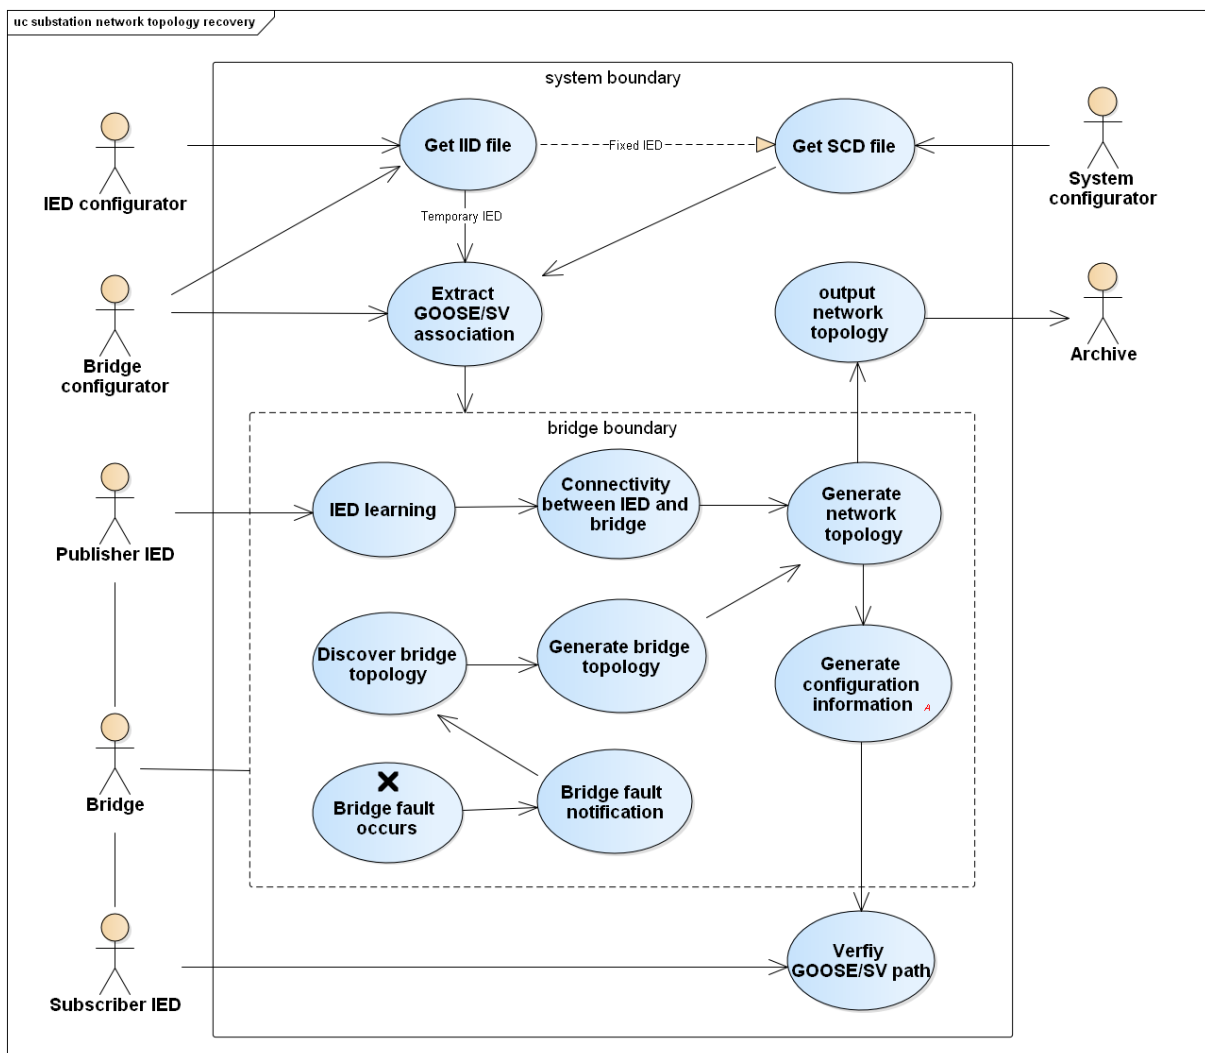 uc substation network topology recovery
system boundary
Get IID file
Fixed IED
Get SCD file
IED configurator
System
configurator
Temporary IED
Extract
GOOSE/SV
association
output
network
topology
Bridge
configurator
Archive
bridge boundary
IED learning
Connectivity
between IED and
bridge
Generate
network
topology
Publisher IED
Discover bridge
topology
Generate bridge
topology
Generate
configuration
information
A
Bridge
Bridge fault
occurs
Bridge fault
notification
Verfiy
GOOSE/SV path
Subscriber IED